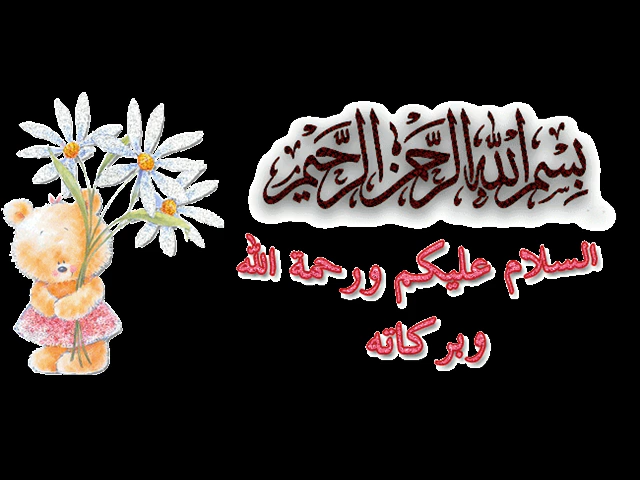 بسم الله الرحمن الرحيم
السلام عليكم ورحمة الله
وبركاته